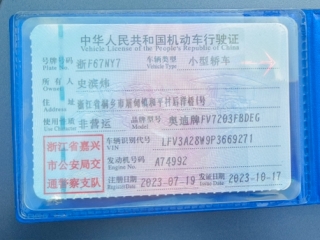 中华人民共和国机动车行驶证
Vehicle License of the People's Republic of China
号牌号码 浙F67NY7 车辆类型 小型轿车
Plate No. Vehicle Type
所有人 史滨炜
Owner
住址
Address
使用性质 非营运 品牌型号 奥迪牌FV7203FBDEG
Use Character Model
浙江省嘉兴
市公安局交
通警察支队
车辆识别代号 LFV3A28W9P3669271
VIN
发动机号码 A74992
Engine No.
注册日期 2023-07-19 发证日期 2023-10-17
Register Date Issue Date